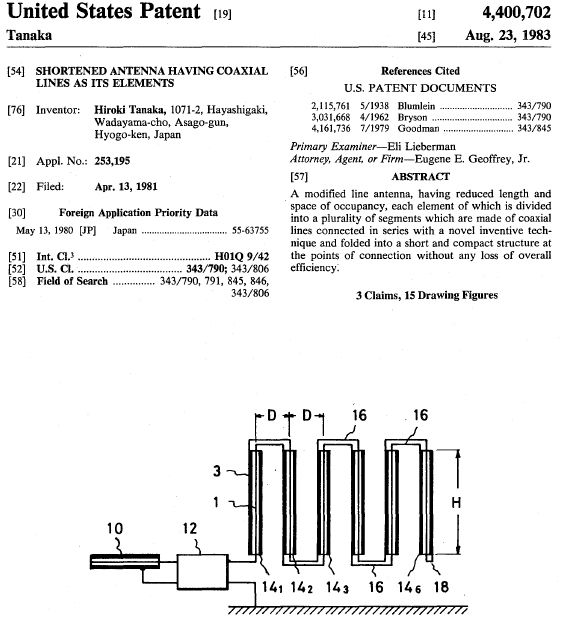 United States Patent [19]
[11] 4,400,702
Tanaka
[45] Aug. 23, 1983
[54] SHORTENED ANTENNA HAVING COAXIAL
LINES AS ITS ELEMENTS
[76] Inventor: Hiroki Tanaka, 1071-2, Hayashigaki,
Wadayama-cho, Asago-gun,
Hyogo-ken, Japan
[21] Appl. No.: 253,195
[22] Filed: Apr. 13, 1981
[30] Foreign Application Priority Data
May 13, 1980 [JP] Japan ........................... 55-63755
[51] Int. Cl.³ .............................................. H01Q 9/42
[52] U.S. Cl. .................................... 343/790; 343/806
[58] Field of Search .............. 343/790, 791, 845, 846,
343/806
[56] References Cited
U.S. PATENT DOCUMENTS
2,115,761 5/1938 Blumlein .......................... 343/790
3,031,668 4/1962 Bryson ............................. 343/790
4,161,736 7/1979 Goodman .......................... 343/845
Primary Examiner—Eli Lieberman
Attorney, Agent, or Firm—Eugene E. Geoffrey, Jr.
[57] ABSTRACT
A modified line antenna, having reduced length and
space of occupancy, each element of which is divided
into a plurality of segments which are made of coaxial
lines connected in series with a novel inventive tech-
nique and folded into a short and compact structure at
the points of connection without any loss of overall
efficiency.
3 Claims, 15 Drawing Figures
D D 16 16
3
1
H
10 12
14₁ 14₂ 14₃ 16 14₆ 18